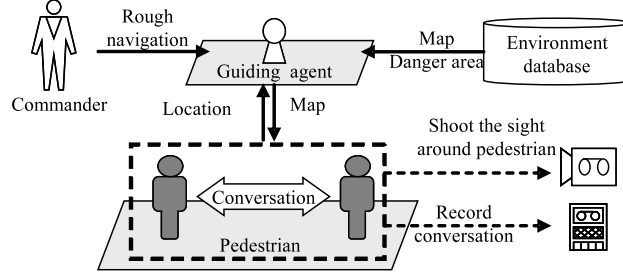 Rough
navigation
Commander
Guiding agent
Map
Danger area
Environment
database
Location
Map
Shoot the sight
around pedestrian
Conversation
Record
conversation
Pedestrian